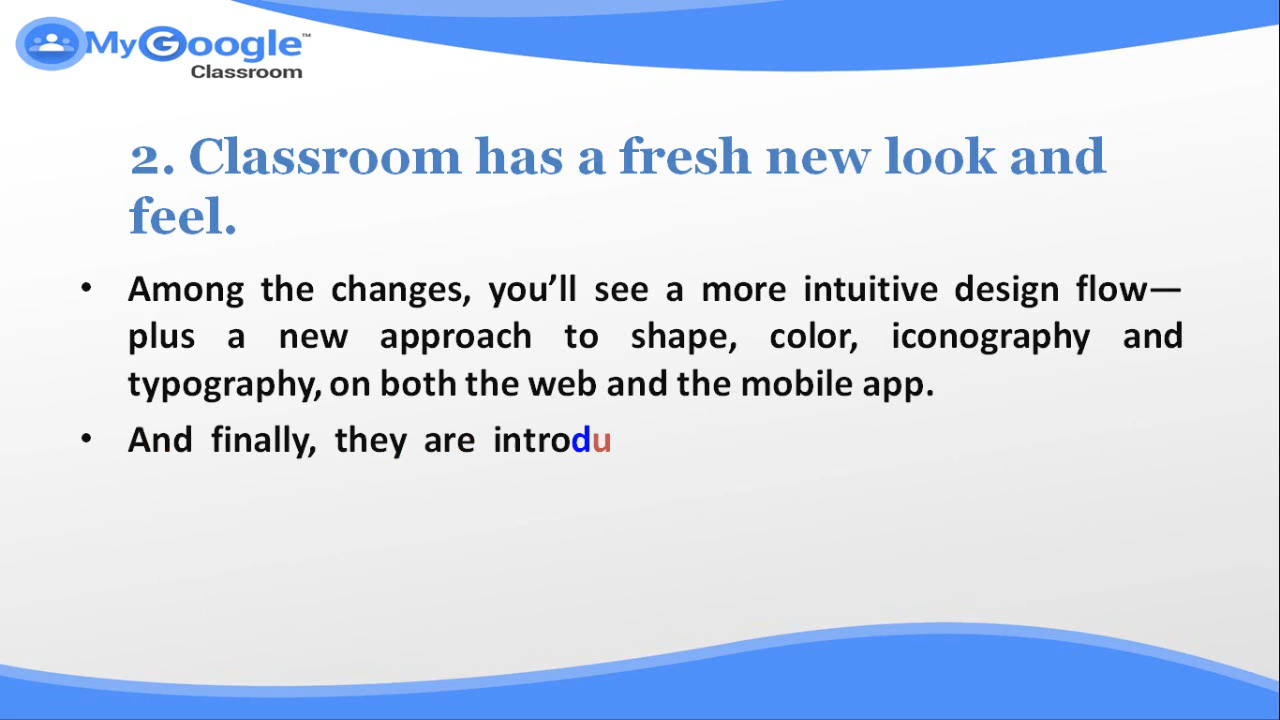 MyGoogle™
Classroom
2. Classroom has a fresh new look and
feel.
• Among the changes, you’ll see a more intuitive design flow—
plus a new approach to shape, color, iconography and
typography, on both the web and the mobile app.
• And finally, they are introdu